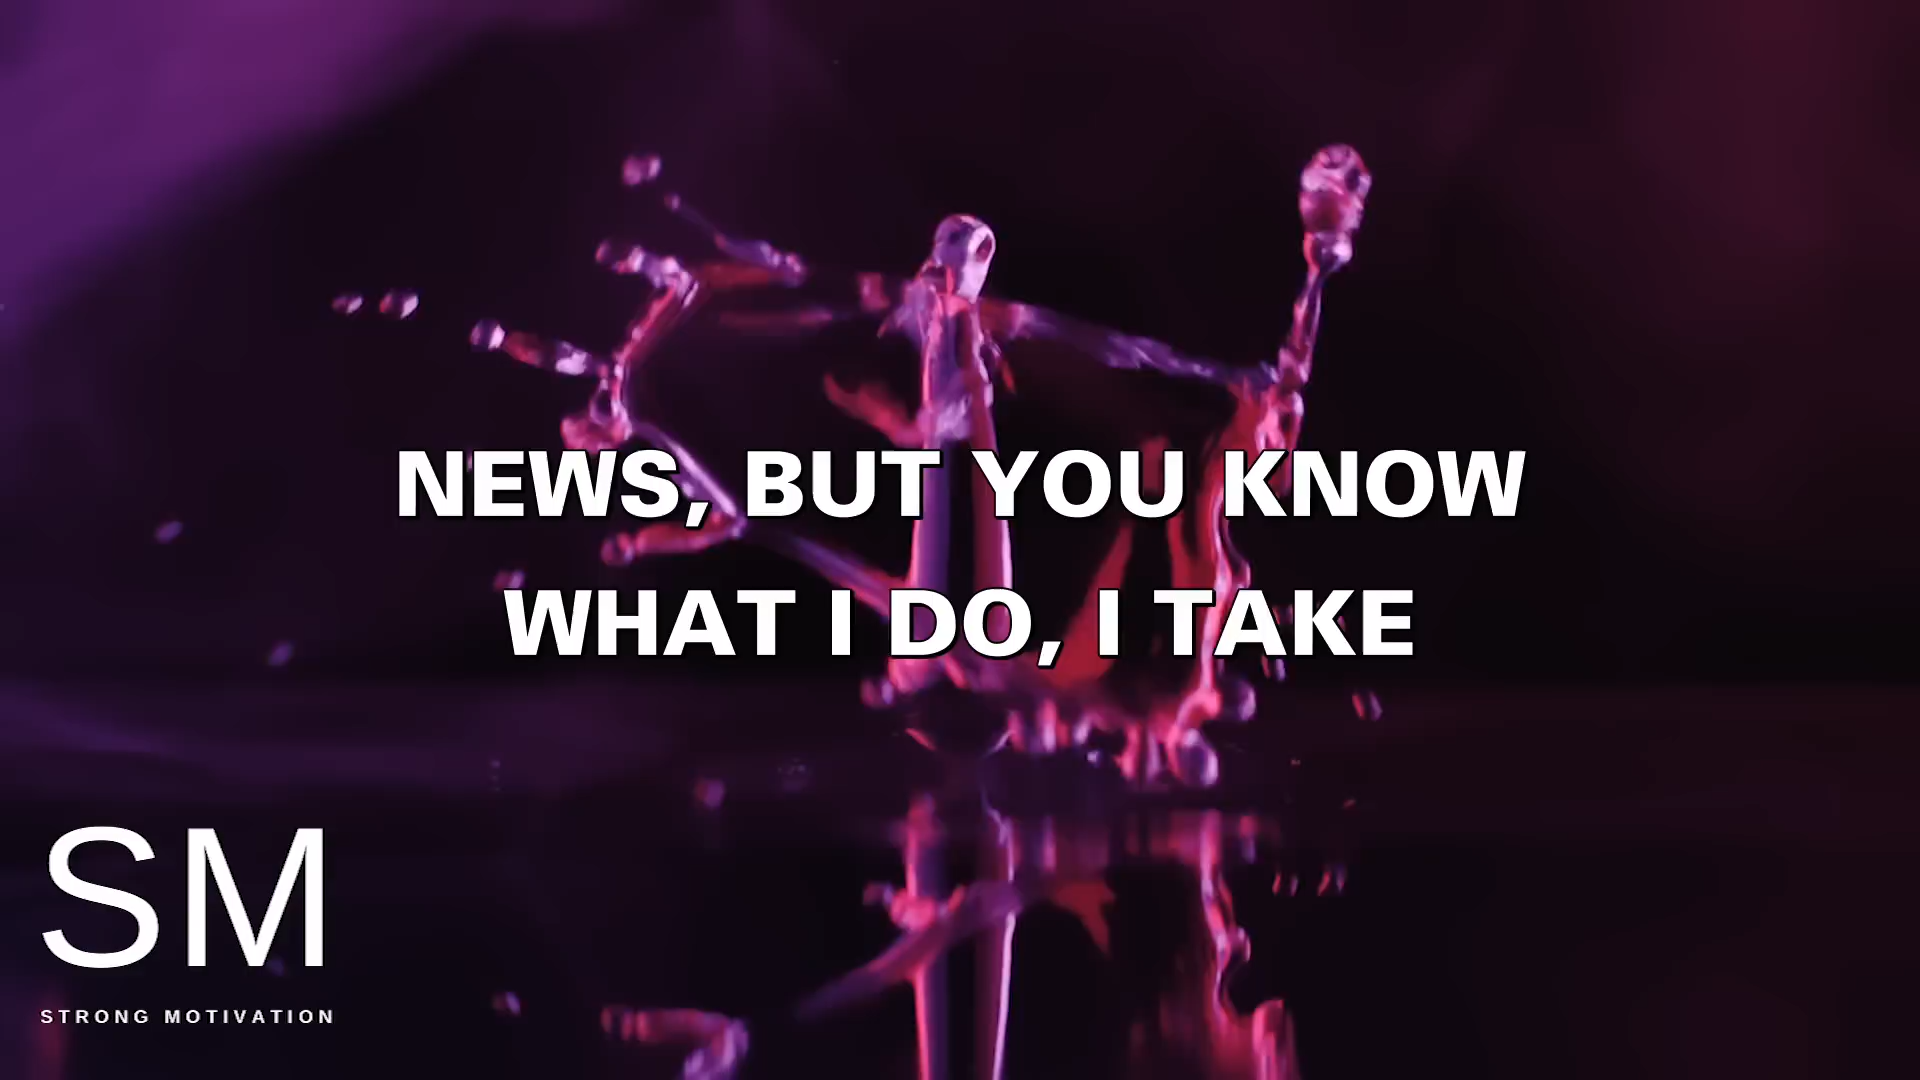 NEWS, BUT YOU KNOW
WHAT I DO, I TAKE
SM
STRONG MOTIVATION